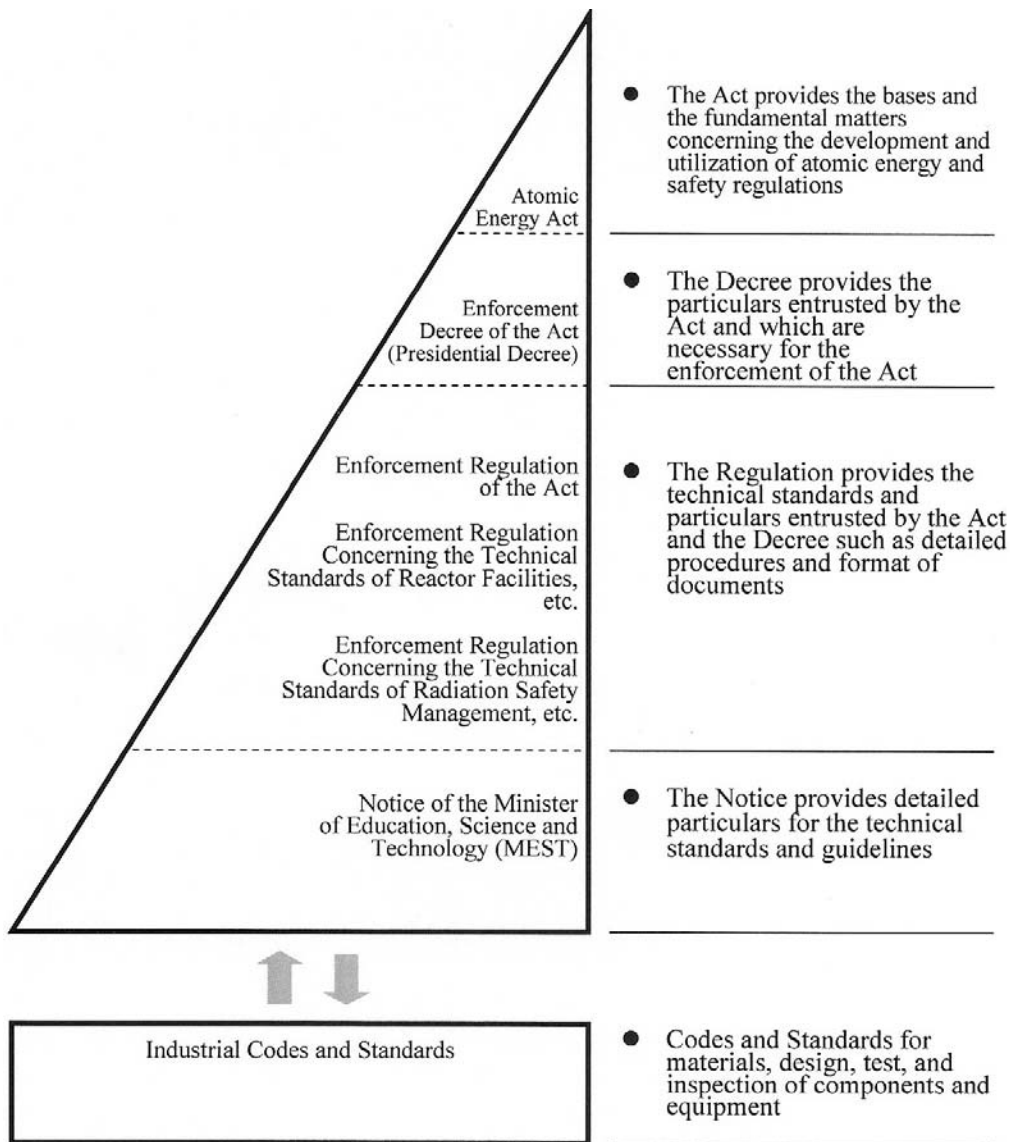 Atomic
Energy Act
● The Act provides the bases and
the fundamental matters
concerning the development and
utilization of atomic energy and
safety regulations
Enforcement
Decree of the Act
(Presidential Decree)
● The Decree provides the
particulars entrusted by the
Act and which are
necessary for the
enforcement of the Act
Enforcement Regulation
of the Act
Enforcement Regulation
Concerning the Technical
Standards of Reactor Facilities,
etc.
Enforcement Regulation
Concerning the Technical
Standards of Radiation Safety
Management, etc.
● The Regulation provides the
technical standards and
particulars entrusted by the Act
and the Decree such as detailed
procedures and format of
documents
Notice of the Minister
of Education, Science and
Technology (MEST)
● The Notice provides detailed
particulars for the technical
standards and guidelines
Industrial Codes and Standards
● Codes and Standards for
materials, design, test, and
inspection of components and
equipment